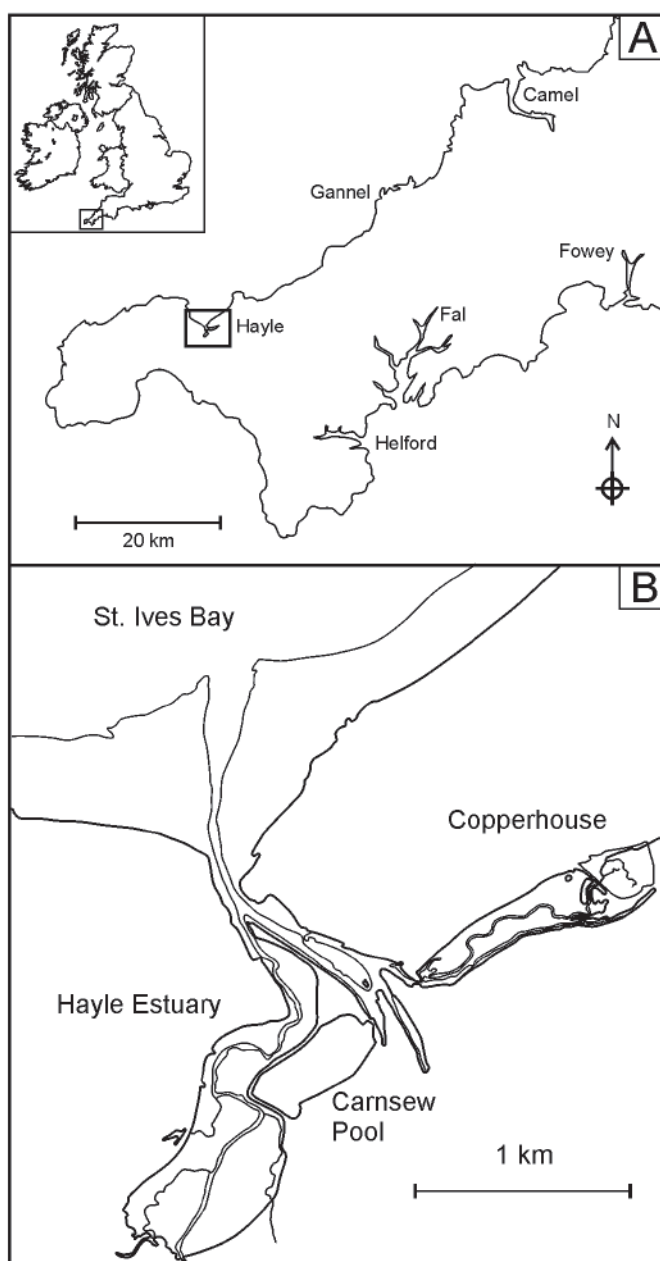 A
Camel
Gannel
Fowey
Hayle
Fal
Helford
N
20 km
B
St. Ives Bay
Copperhouse
Hayle Estuary
Carnsew
Pool
1 km